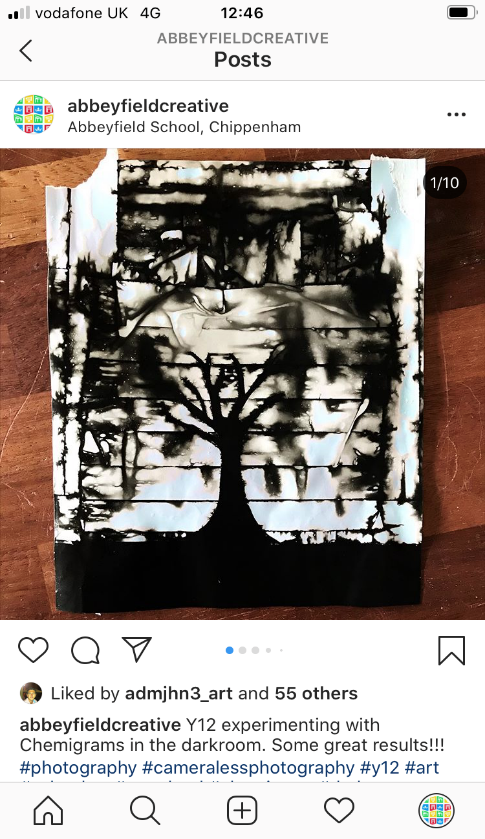 vodafone UK 4G 12:46
ABBEYFIELDCREATIVE
Posts
abbeyfieldcreative
Abbeyfield School, Chippenham
1/10
Liked by admjhn3_art and 55 others
abbeyfieldcreative Y12 experimenting with
Chemigrams in the darkroom. Some great results!!!
#photography #cameralessphotography #y12 #art